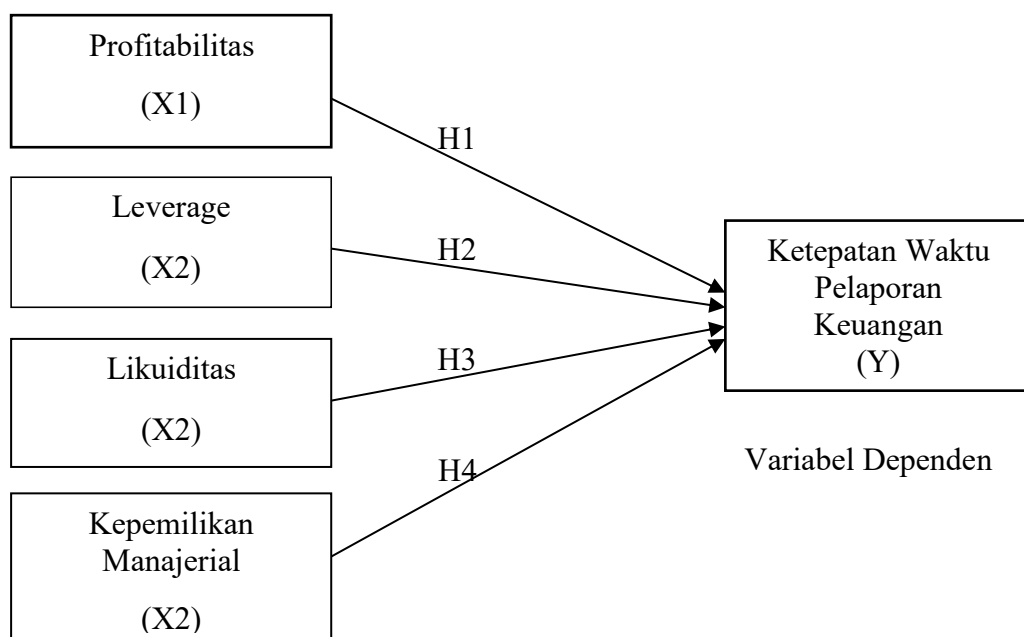 Profitabilitas
(X1)
H1
Leverage
(X2)
H2
Likuiditas
(X2)
H3
Kepemilikan
Manajerial
(X2)
H4
Ketepatan Waktu
Pelaporan
Keuangan
(Y)
Variabel Dependen